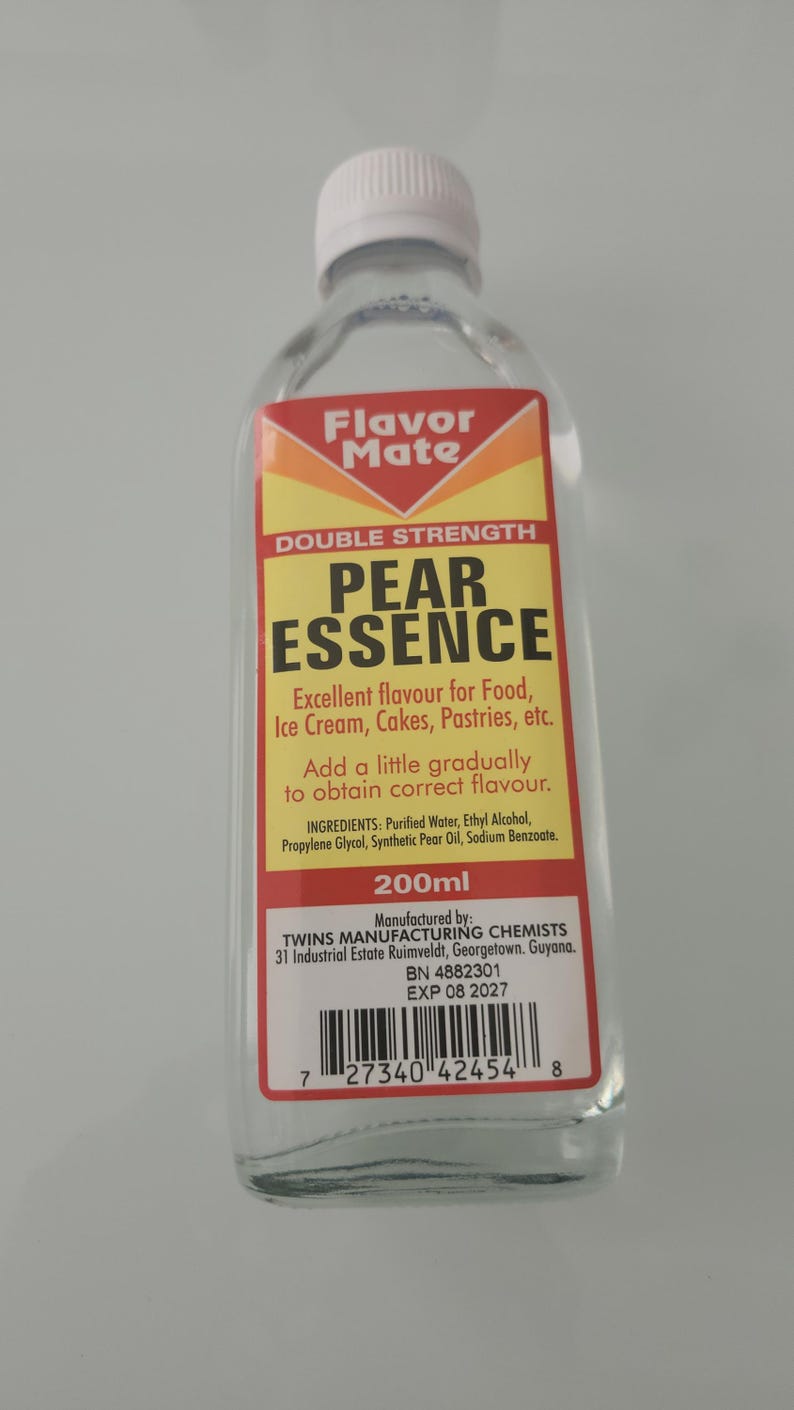 Flavor
Mate
DOUBLE STRENGTH
PEAR
ESSENCE
Excellent flavour for Food,
Ice Cream, Cakes, Pastries, etc.
Add a little gradually
to obtain correct flavour.
INGREDIENTS: Purified Water, Ethyl Alcohol,
Propylene Glycol, Synthetic Pear Oil, Sodium Benzoate.
200ml
Manufactured by:
TWINS MANUFACTURING CHEMISTS
31 Industrial Estate Ruimveldt, Georgetown. Guyana.
BN 4882301
EXP 08 2027
7 27340 42454 8